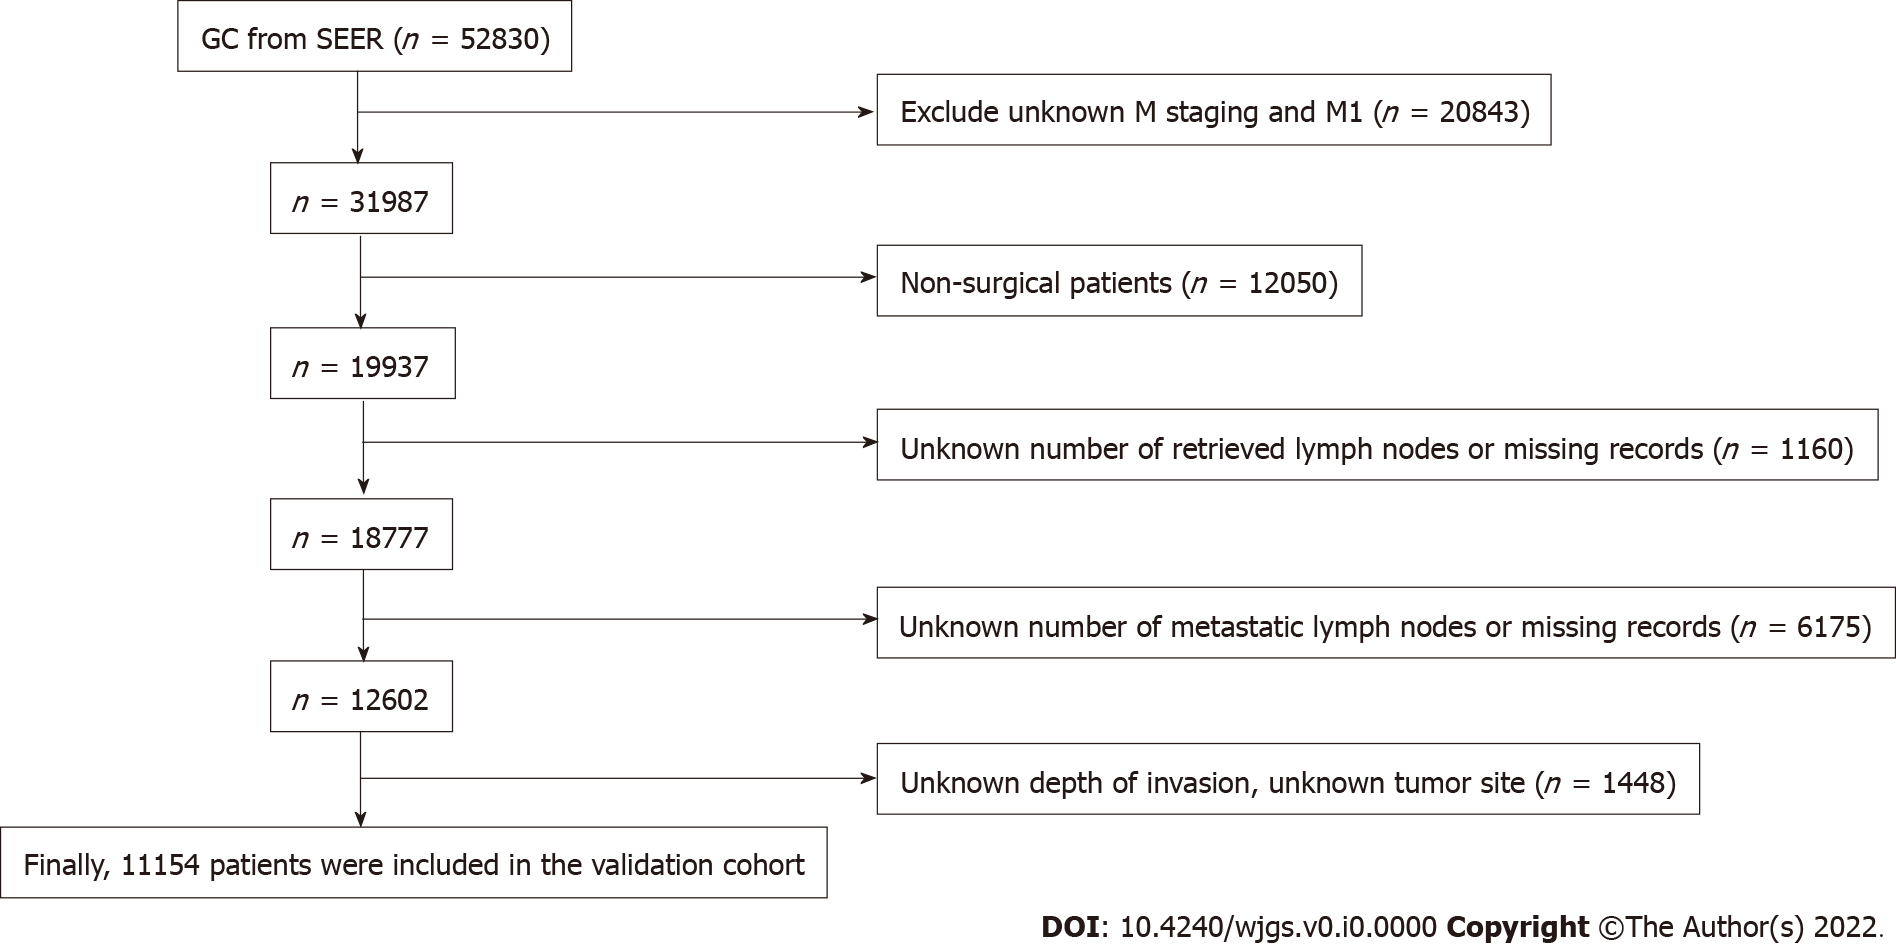 GC from SEER (n = 52830)
Exclude unknown M staging and M1 (n = 20843)
n = 31987
Non-surgical patients (n = 12050)
n = 19937
Unknown number of retrieved lymph nodes or missing records (n = 1160)
n = 18777
Unknown number of metastatic lymph nodes or missing records (n = 6175)
n = 12602
Unknown depth of invasion, unknown tumor site (n = 1448)
Finally, 11154 patients were included in the validation cohort
DOI: 10.4240/wjgs.v0.i0.0000 Copyright ©The Author(s) 2022.